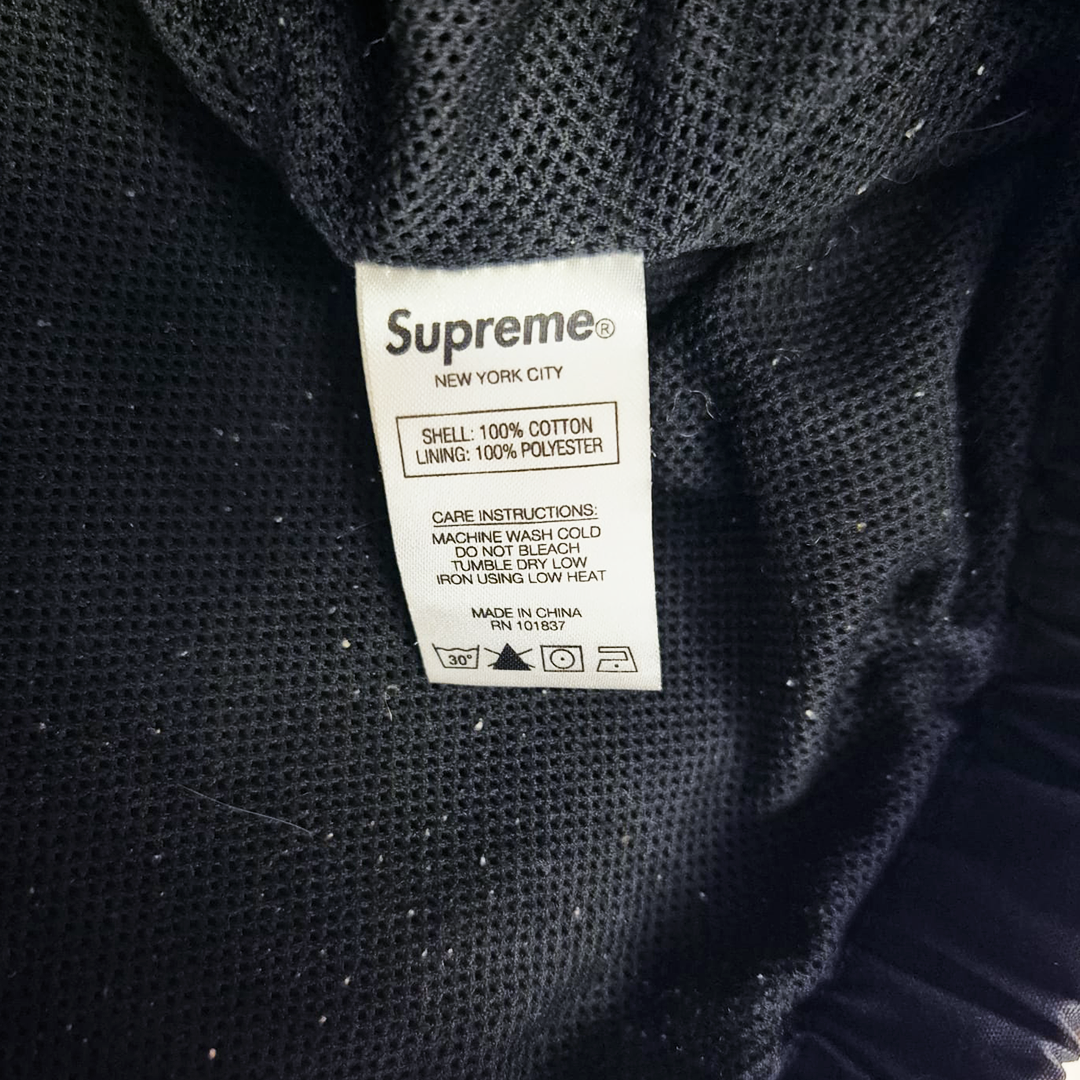 Supreme®
NEW YORK CITY
SHELL: 100% COTTON
LINING: 100% POLYESTER
CARE INSTRUCTIONS:
MACHINE WASH COLD
DO NOT BLEACH
TUMBLE DRY LOW
IRON USING LOW HEAT
MADE IN CHINA
RN 101837
30°